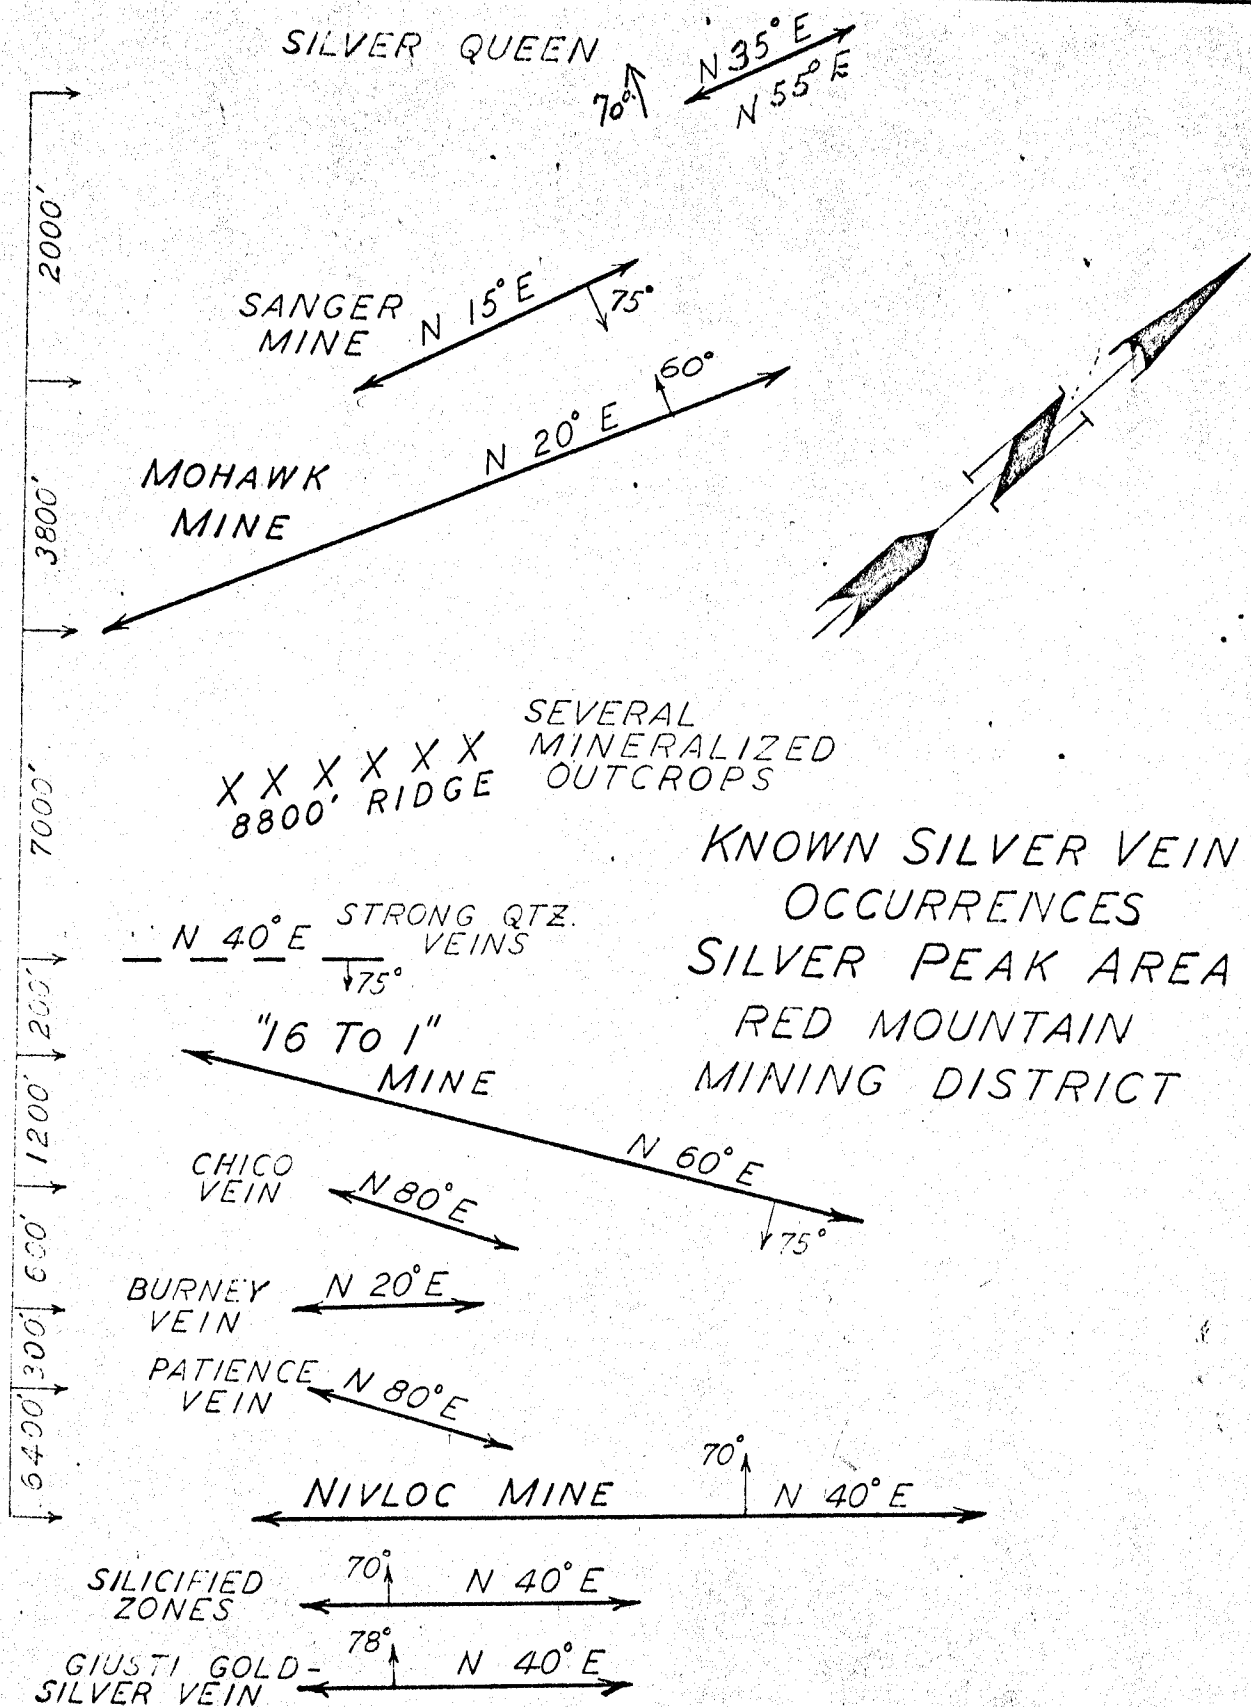 SILVER QUEEN
N 35° E
N 55° E
70°
2000'
SANGER
MINE
N 15° E
75°
60°
N 20° E
MOHAWK
MINE
3800'
SEVERAL
MINERALIZED
OUTCROPS
X X X X X X
8800' RIDGE
7000'
KNOWN SILVER VEIN
OCCURRENCES
SILVER PEAK AREA
RED MOUNTAIN
MINING DISTRICT
N 40° E
STRONG QTZ.
VEINS
75°
200'
"16 TO 1"
MINE
N 60° E
75°
1200'
CHICO
VEIN
N 80° E
600'
BURNEY
VEIN
N 20° E
300'
PATIENCE
VEIN
N 80° E
5400'
70°
NIVLOC MINE
N 40° E
SILICIFIED
ZONES
70°
N 40° E
GIUSTI GOLD-
SILVER VEIN
78°
N 40° E